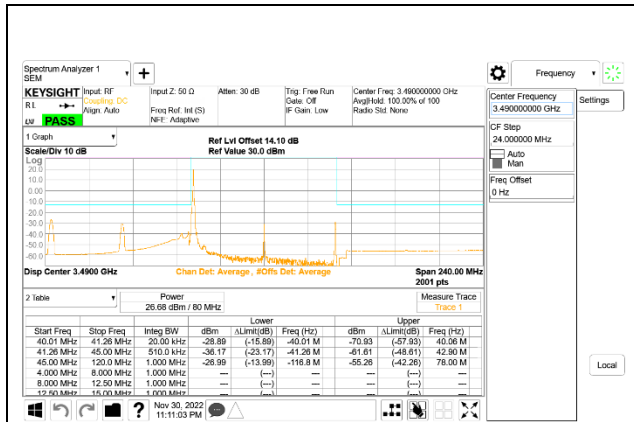 Spectrum Analyzer 1
SEM
Frequency
KEYSIGHT
R L
PASS
Input: RF
Coupling: DC
Align: Auto
Input Z: 50 Ω
Freq Ref: Int (S)
NFE: Adaptive
Atten: 30 dB
Trig: Free Run
Gate: Off
IF Gain: Low
Center Freq: 3.490000000 GHz
Avg|Hold: 100.00% of 100
Radio Std: None
Center Frequency
3.490000000 GHz
Settings
CF Step
24.000000 MHz
Auto
Man
Freq Offset
0 Hz
Local
1 Graph
Scale/Div 10 dB
Ref Lvl Offset 14.10 dB
Ref Value 30.0 dBm
Log
20.0
10.0
0.00
-10.0
-20.0
-30.0
-40.0
-50.0
-60.0
Disp Center 3.4900 GHz
Chan Det: Average , #Offs Det: Average
Span 240.00 MHz
2001 pts
2 Table
Power
26.68 dBm / 80 MHz
Measure Trace
Trace 1
Lower Upper
Start Freq Stop Freq Integ BW dBm ΔLimit(dB) Freq (Hz) dBm ΔLimit(dB) Freq (Hz)
40.01 MHz 41.26 MHz 20.00 kHz -28.89 (-15.89) -40.01 M -70.93 (-57.93) 40.06 M
41.26 MHz 45.00 MHz 510.0 kHz -36.17 (-23.17) -41.26 M -61.61 (-48.61) 42.90 M
45.00 MHz 120.0 MHz 1.000 MHz -26.99 (-13.99) -116.8 M -55.26 (-42.26) 78.00 M
4.000 MHz 8.000 MHz 1.000 MHz --- (---) --- (---)
8.000 MHz 12.50 MHz 1.000 MHz --- (---) --- (---)
12.50 MHz 15.00 MHz 1.000 MHz --- (---) --- (---)
?
Nov 30, 2022
11:11:03 PM